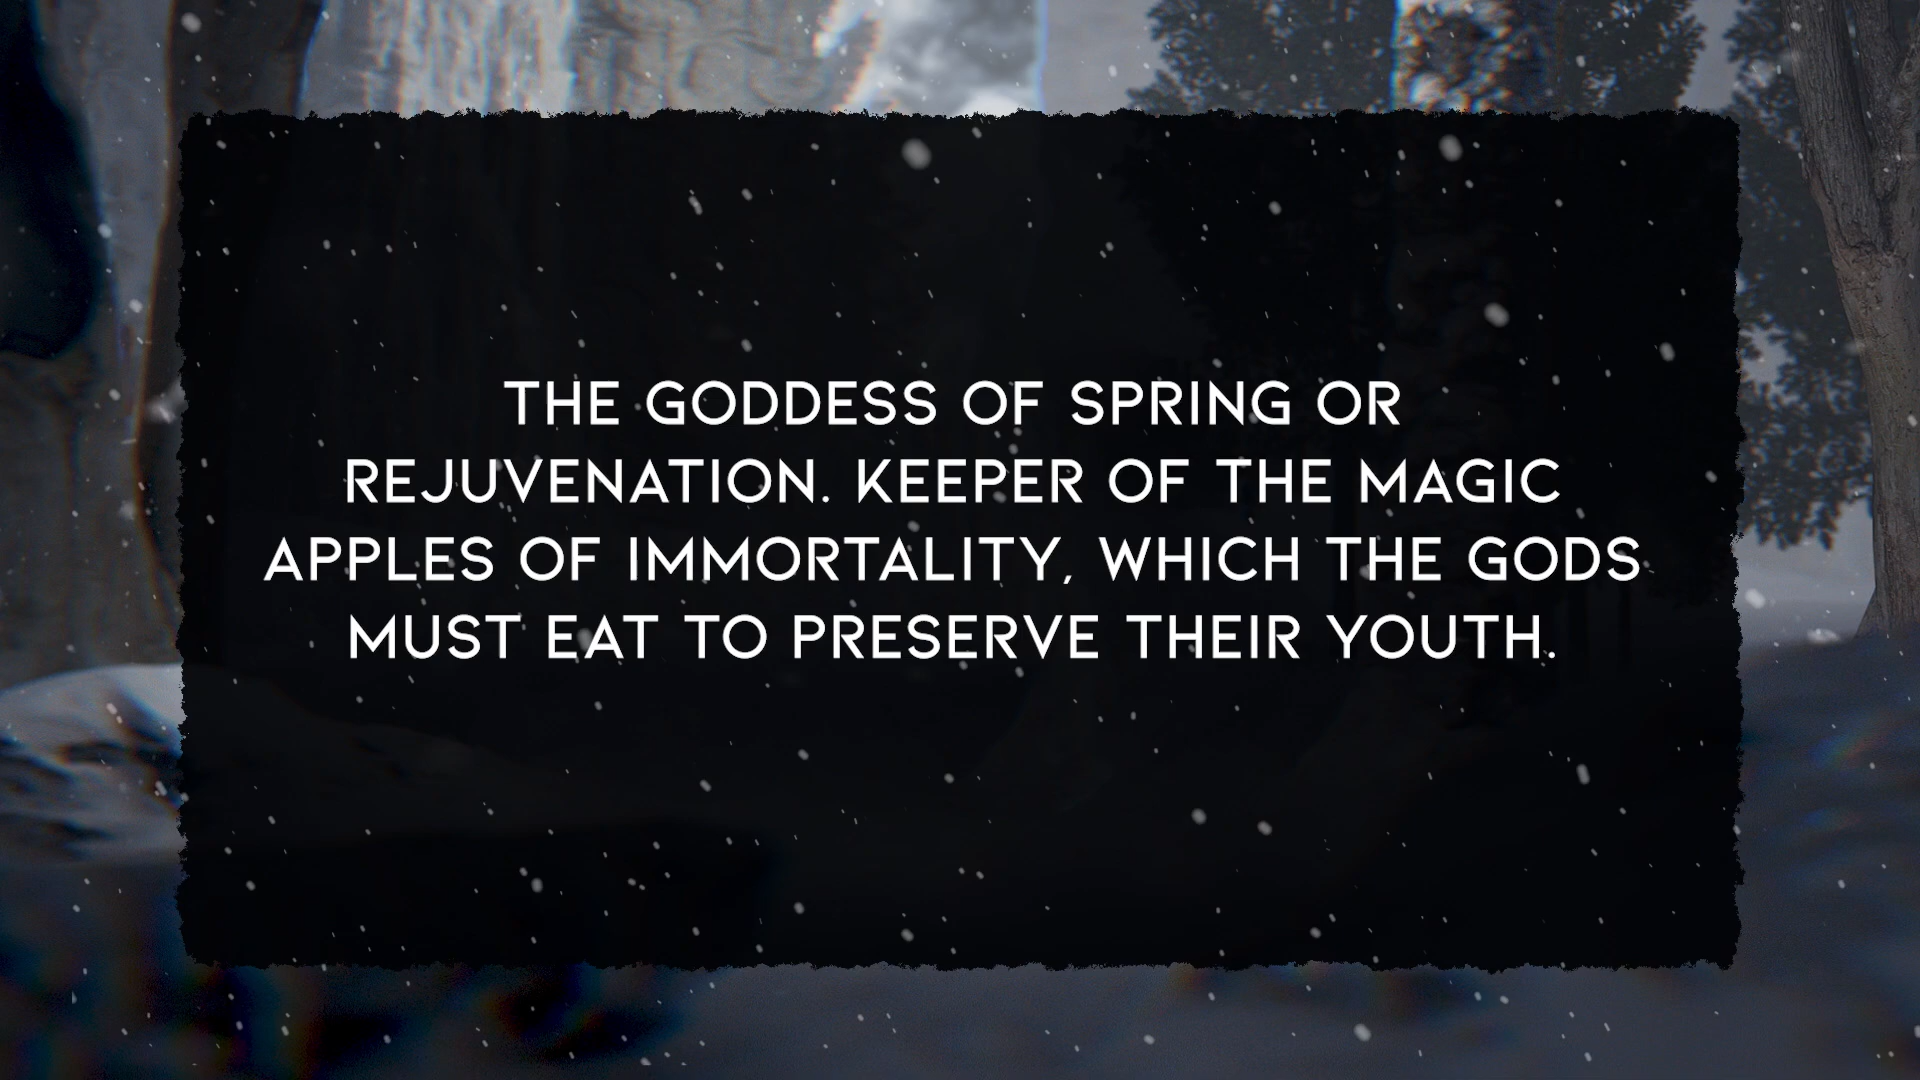 THE GODDESS OF SPRING OR
REJUVENATION. KEEPER OF THE MAGIC
APPLES OF IMMORTALITY, WHICH THE GODS
MUST EAT TO PRESERVE THEIR YOUTH.